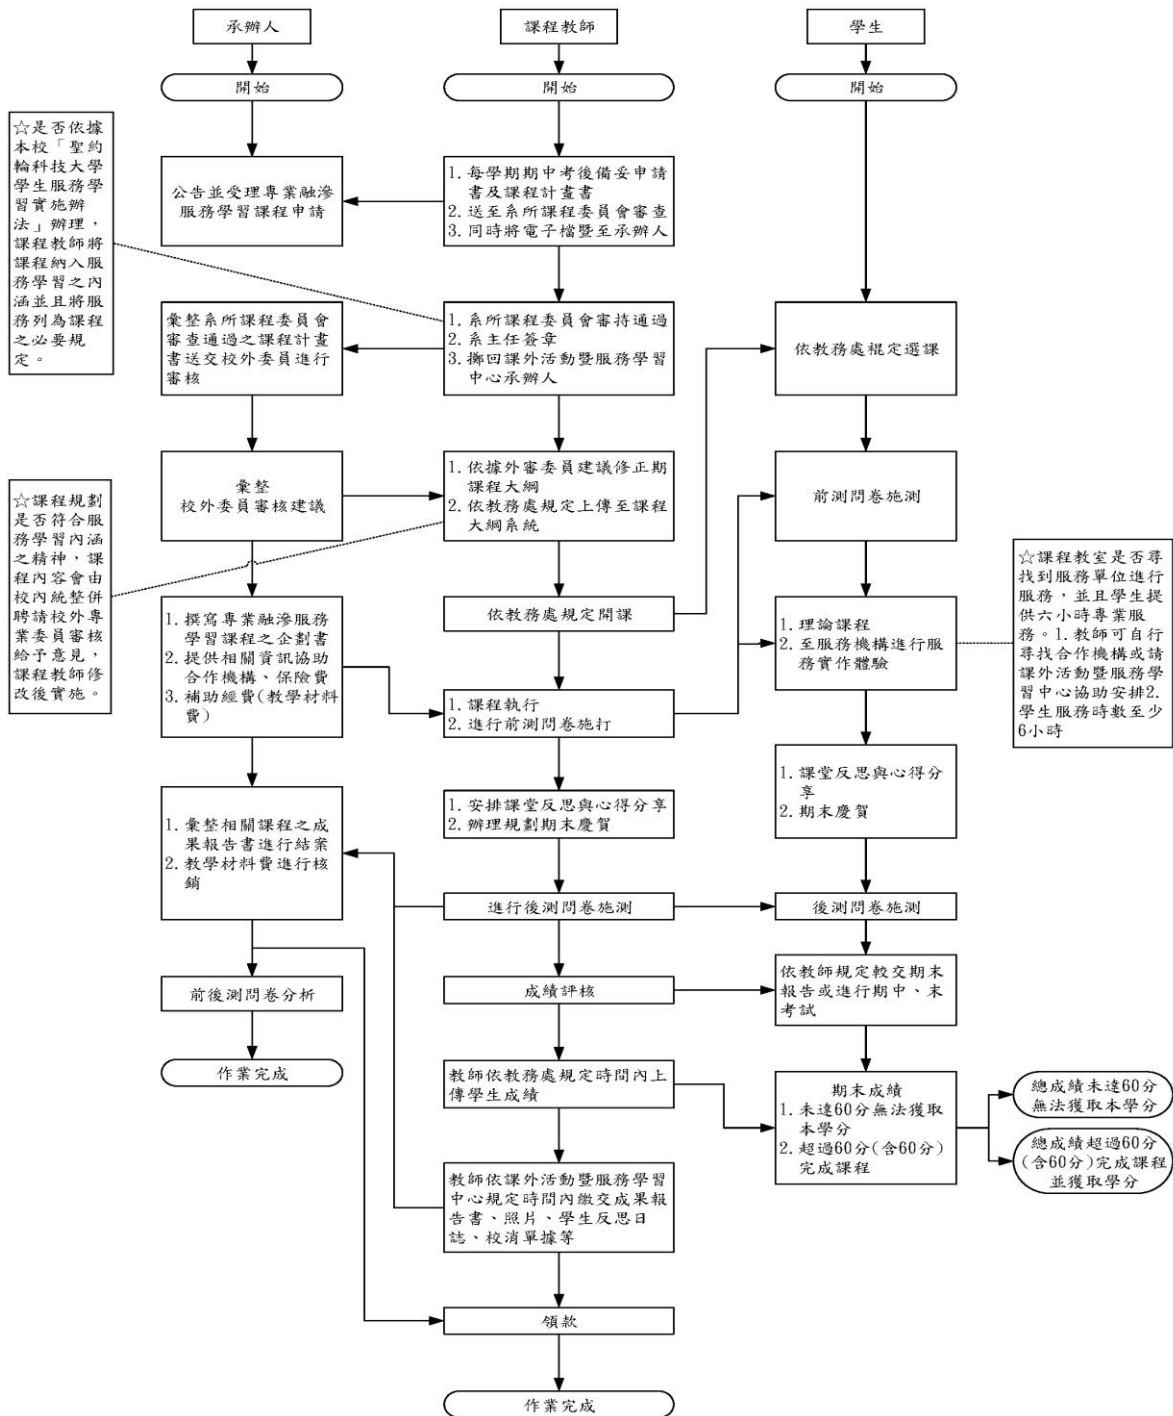 承辦人
課程教師
學生
開始
開始
開始
☆是否依據
本校「聖約
輪科技大學
學生服務學
習實施辦
法」辦理，
課程教師將
課程納入服
務學習之內
涵並且將服
務列為課程
之必要規
定。
公告並受理專業融滲
服務學習課程申請
1. 每學期期中考後備妥申請
書及課程計畫書
2. 送至系所課程委員會審查
3. 同時將電子檔暨至承辦人
彙整系所課程委員會
審查通過之課程計畫
書送交校外委員進行
審核
1. 系所課程委員會審持通過
2. 系主任簽章
3. 擲回課外活動暨服務學習
中心承辦人
依教務處裩定選課
☆課程規劃
是否符合服
務學習內涵
之精神，課
程內容會由
校內統整併
聘請校外專
業委員審核
給予意見，
課程教師修
改後實施。
彙整
校外委員審核建議
1. 依據外審委員建議修正期
課程大綱
2. 依教務處規定上傳至課程
大綱系統
前測問卷施測
☆課程教室是否尋
找到服務單位進行
服務，並且學生提
供六小時專業服
務。1. 教師可自行
尋找合作機構或請
課外活動暨服務學
習中心協助安排2.
學生服務時數至少
6小時
1. 撰寫專業融滲服務
學習課程之企劃書
2. 提供相關資訊協助
合作機構、保險費
3. 補助經費(教學材料
費)
依教務處規定開課
1. 理論課程
2. 至服務機構進行服
務實作體驗
1. 課程執行
2. 進行前測問卷施打
1. 課堂反思與心得分
享
2. 期末慶賀
1. 彙整相關課程之成
果報告書進行結案
2. 教學材料費進行核
銷
1. 安排課堂反思與心得分享
2. 辦理規劃期末慶賀
進行後測問卷施測
後測問卷施測
前後測問卷分析
成績評核
依教師規定較交期末
報告或進行期中、末
考試
作業完成
教師依教務處規定時間內上
傳學生成績
期末成績
1. 未達60分無法獲取
本學分
2. 超過60分(含60分)
完成課程
總成績未達60分
無法獲取本學分
總成績超過60分
(含60分)完成課程
並獲取學分
教師依課外活動暨服務學習
中心規定時間內繳交成果報
告書、照片、學生反思日
誌、校消單據等
領款
作業完成